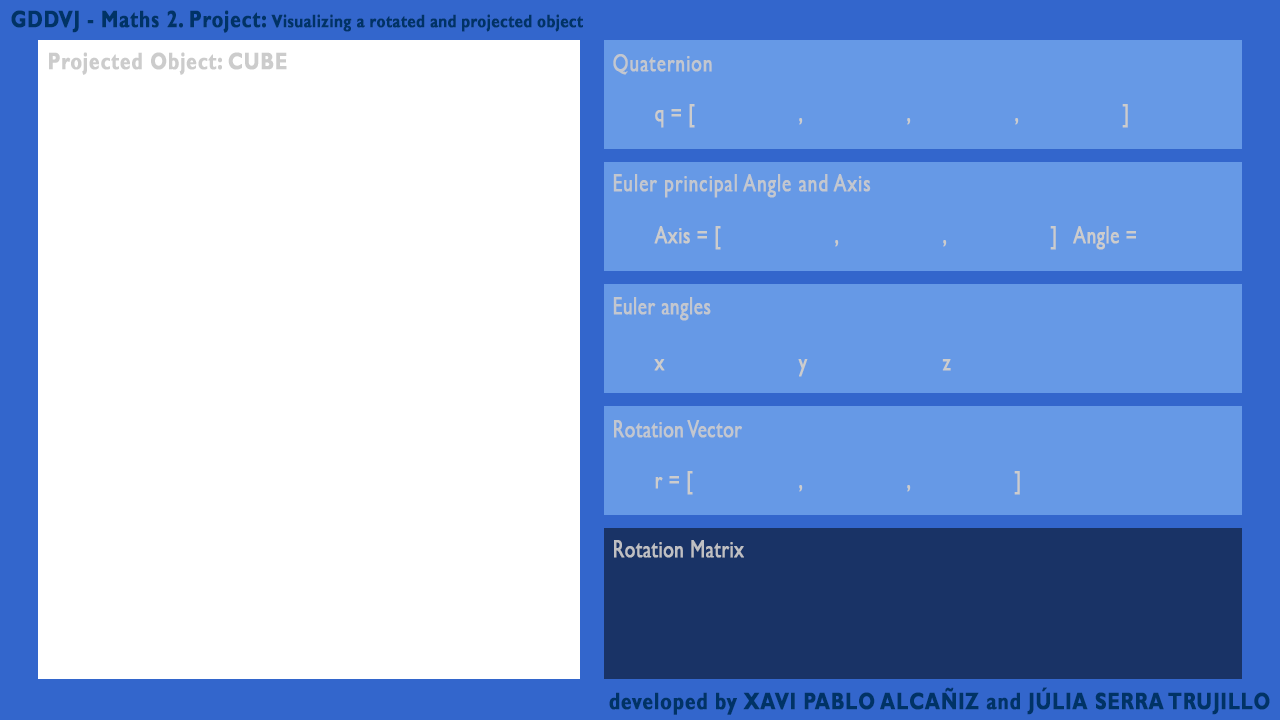 GDDVJ - Maths 2. Project: Visualizing a rotated and projected object
Projected Object: CUBE
Quaternion
q = [ , , , ]
Euler principal Angle and Axis
Axis = [ , , ] Angle =
Euler angles
x y z
Rotation Vector
r = [ , , ]
Rotation Matrix
developed by XAVI PABLO ALCAÑIZ and JÚLIA SERRA TRUJILLO